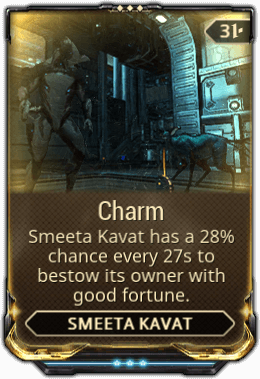 31
Charm
Smeeta Kavat has a 28%
chance every 27s to
bestow its owner with
good fortune.
SMEETA KAVAT